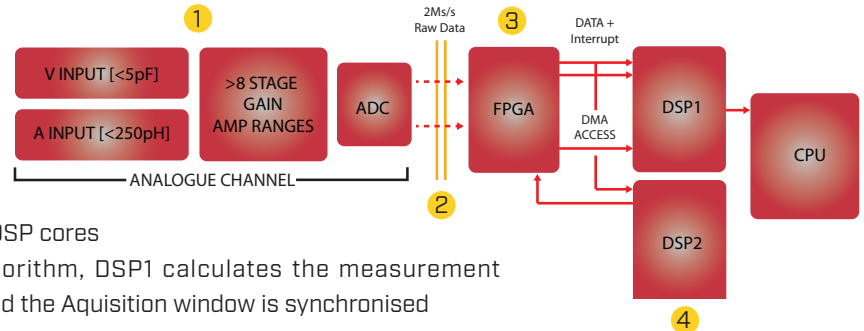 1
2Ms/s
Raw Data
3
DATA +
Interrupt
V INPUT [<5pF]
A INPUT [<250pH]
>8 STAGE
GAIN
AMP RANGES
ADC
FPGA
DMA
ACCESS
DSP1
CPU
ANALOGUE CHANNEL
2
DSP2
4
DSP cores
orithm, DSP1 calculates the measurement
d the Aquisition window is synchronised